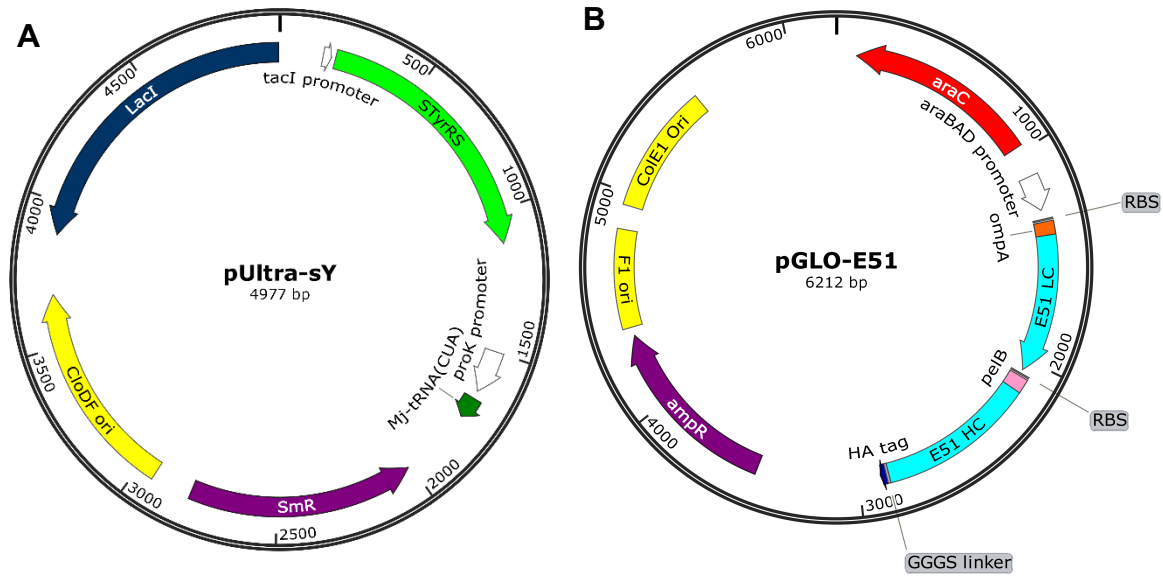 A
4500
LacI
tacI promoter
500
STyrRS
1000
4000
pUltra-sY
4977 bp
proK promoter
Mj-tRNA(CUA)
1500
3500
CloDF ori
3000
SmR
2500
2000
B
6000
araC
1000
araBAD promoter
ColE1 Ori
5000
RBS
ompA
pGLO-E51
6212 bp
F1 ori
E51 LC
2000
pelB
RBS
ampR
4000
E51 HC
HA tag
3000
GGGS linker